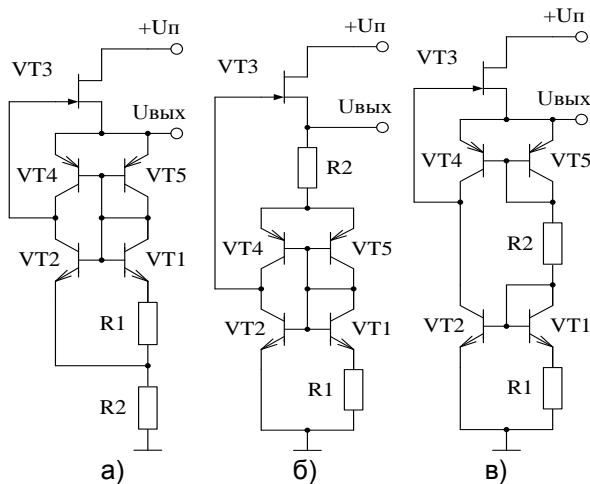 +Uп
+Uп
+Uп
VT3
VT3
VT3
Uвых
Uвых
Uвых
R2
VT4
VT5
VT4
VT5
VT4
VT5
R2
VT2
VT1
VT2
VT1
VT2
VT1
R1
R1
R1
R2
а)
б)
в)